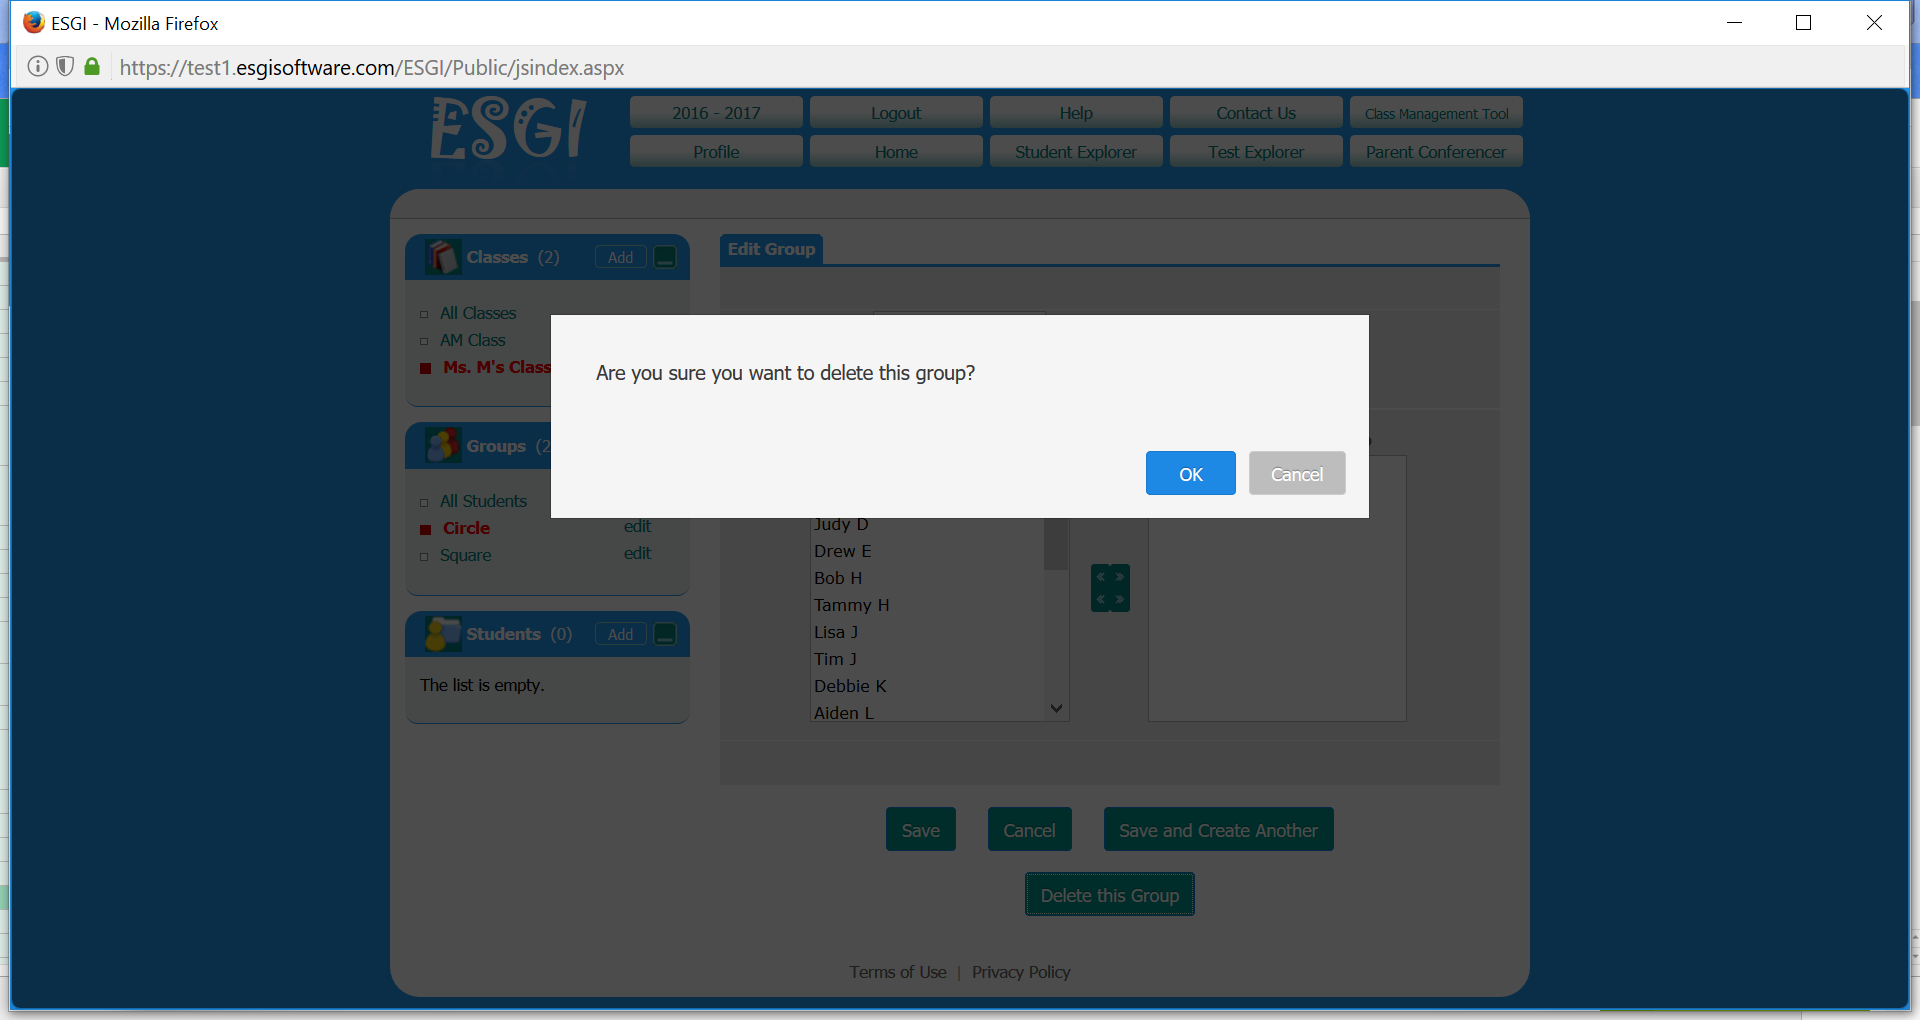 ESGI - Mozilla Firefox
https://test1.esgisoftware.com/ESGI/Public/jsindex.aspx
ESGI
2016 - 2017 Logout Help Contact Us Class Management Tool
Profile Home Student Explorer Test Explorer Parent Conferencer
Classes (2) Add
All Classes
AM Class
Ms. M's Class
Groups (2
All Students
Circle edit
Square edit
Students (0) Add
The list is empty.
Edit Group
Are you sure you want to delete this group?
OK Cancel
Judy D
Drew E
Bob H
Tammy H
Lisa J
Tim J
Debbie K
Aiden L
Save Cancel Save and Create Another
Delete this Group
Terms of Use | Privacy Policy